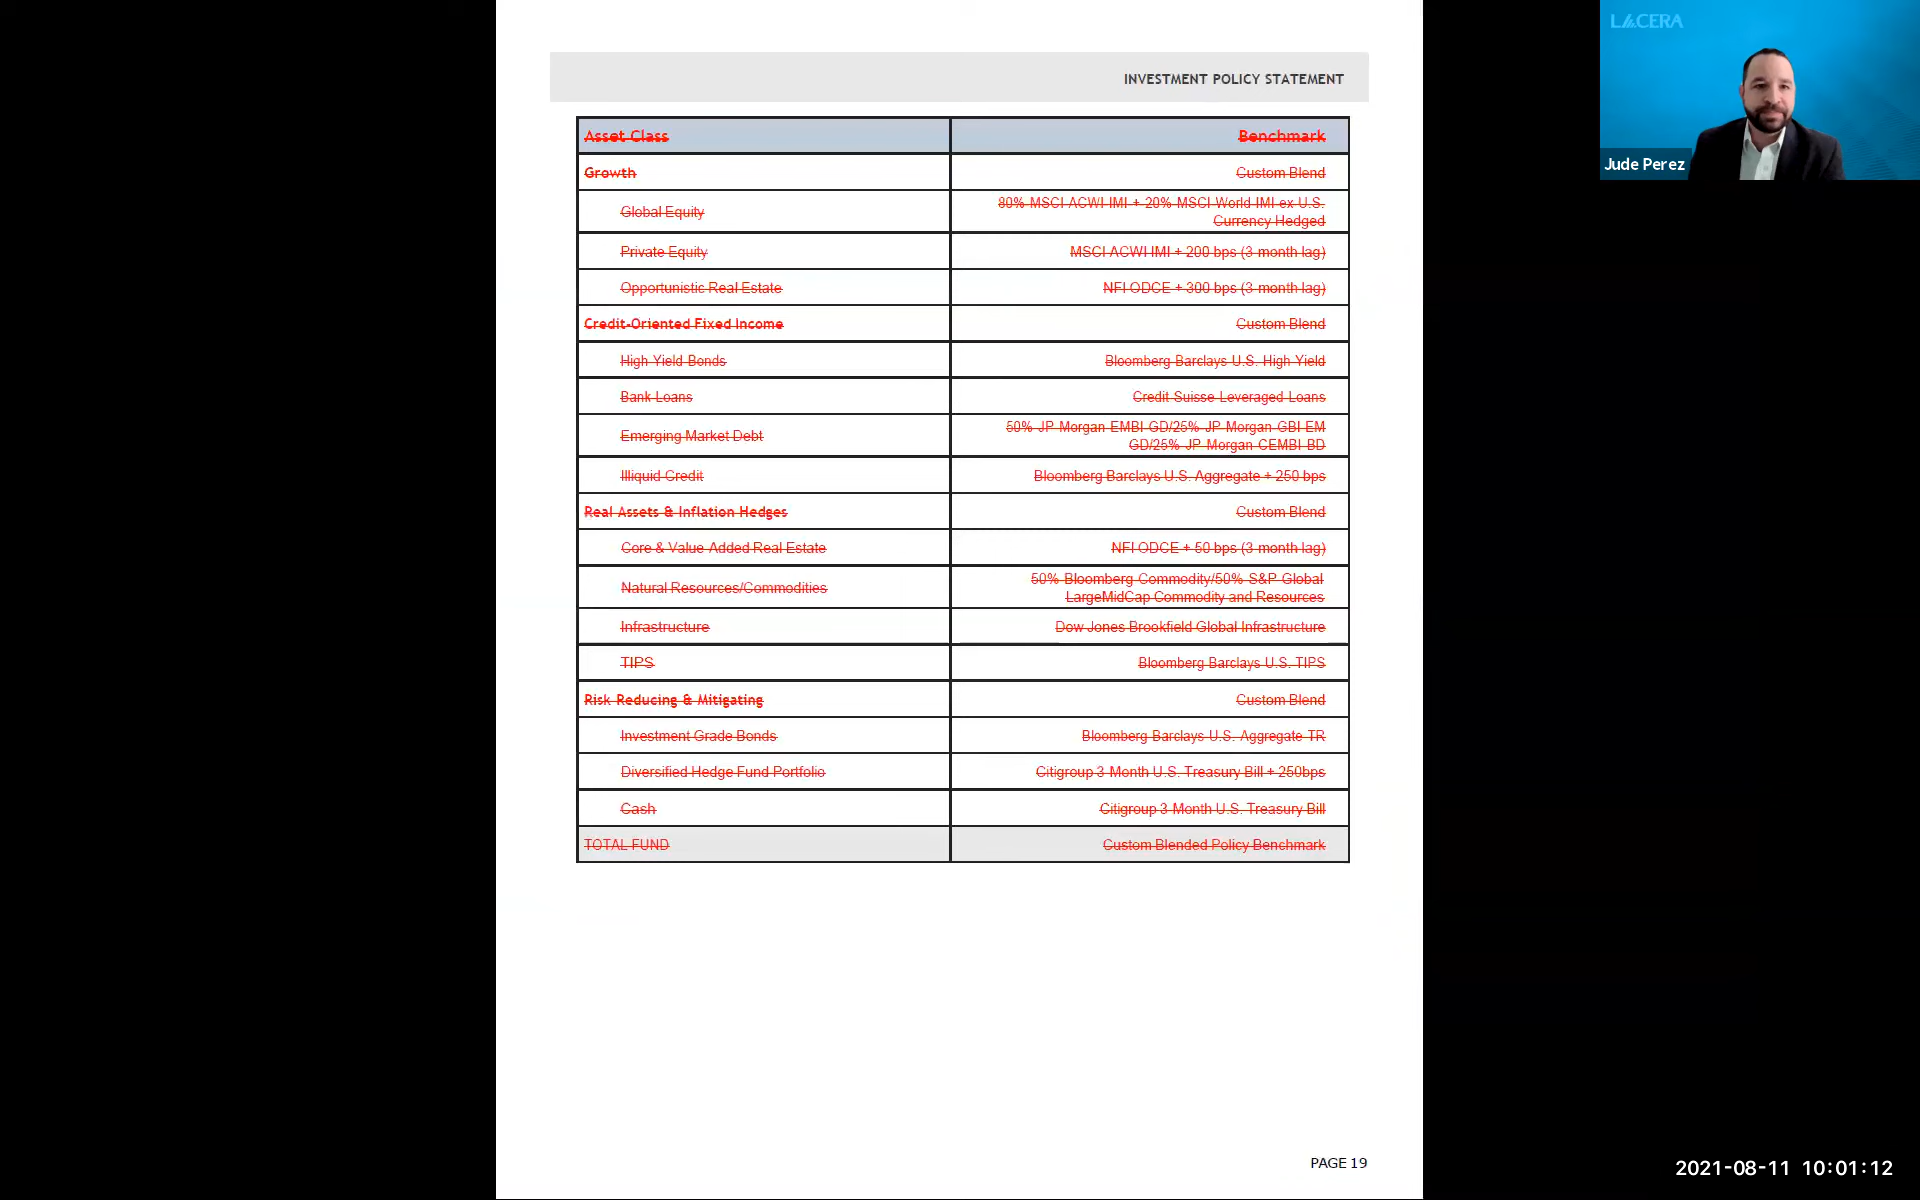 INVESTMENT POLICY STATEMENT
Asset Class Benchmark
Growth Custom Blend
Global Equity 80% MSCI ACWI IMI + 20% MSCI World IMI ex U.S.
Currency Hedged
Private Equity MSCI ACWI IMI + 200 bps (3-month lag)
Opportunistic Real Estate NFI ODCE + 300 bps (3-month lag)
Credit-Oriented Fixed Income Custom Blend
High Yield Bonds Bloomberg Barclays U.S. High Yield
Bank Loans Credit Suisse Leveraged Loans
Emerging Market Debt 50% JP Morgan EMBI GD/25% JP Morgan GBI-EM
GD/25% JP Morgan CEMBI BD
Illiquid Credit Bloomberg Barclays U.S. Aggregate + 250 bps
Real Assets & Inflation Hedges Custom Blend
Core & Value-Added Real Estate NFI ODCE + 50 bps (3-month lag)
Natural Resources/Commodities 50% Bloomberg Commodity/50% S&P Global
LargeMidCap Commodity and Resources
Infrastructure Dow Jones Brookfield Global Infrastructure
TIPS Bloomberg Barclays U.S. TIPS
Risk Reducing & Mitigating Custom Blend
Investment Grade Bonds Bloomberg Barclays U.S. Aggregate TR
Diversified Hedge Fund Portfolio Citigroup 3-Month U.S. Treasury Bill + 250bps
Cash Citigroup 3-Month U.S. Treasury Bill
TOTAL FUND Custom Blended Policy Benchmark
PAGE 19
LACERA
Jude Perez
2021-08-11 10:01:12